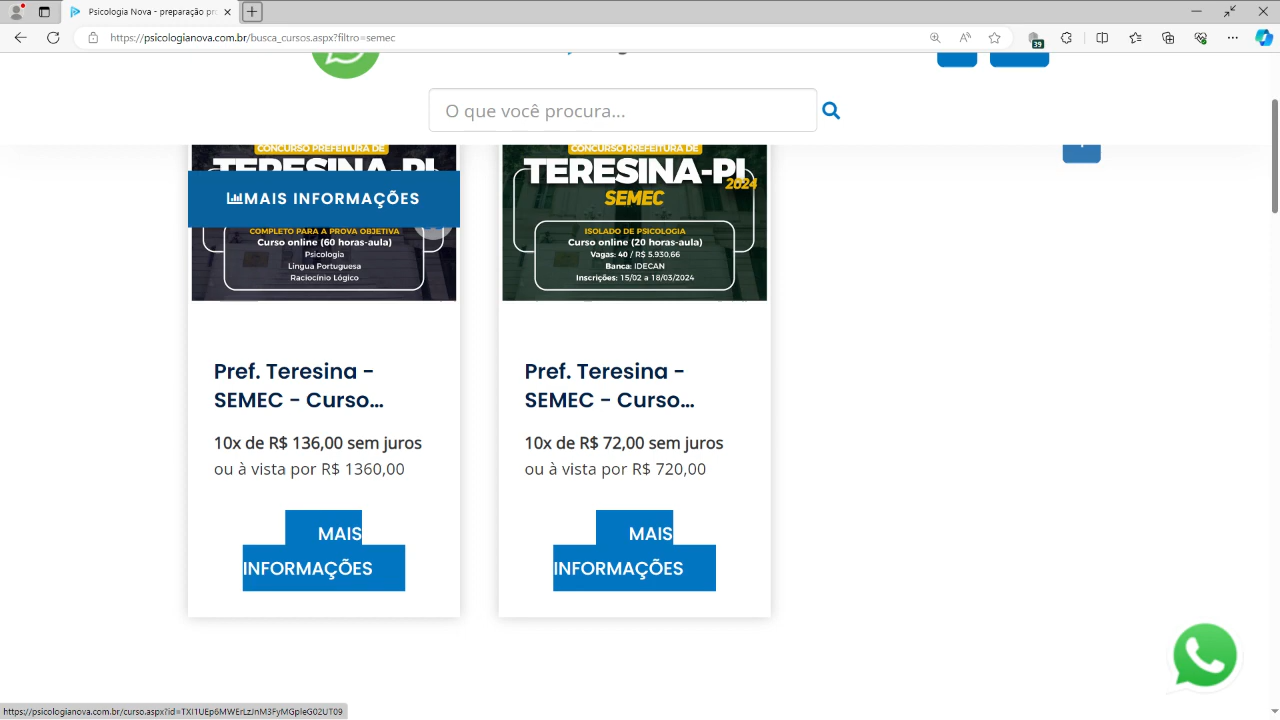 Psicologia Nova - preparação pro
https://psicologianova.com.br/busca_cursos.aspx?filtro=semec
39
O que você procura...
CONCURSO PREFEITURA DE
TERESINA-PI
MAIS INFORMAÇÕES
COMPLETO PARA A PROVA OBJETIVA
Curso online (60 horas-aula)
Psicologia
Língua Portuguesa
Raciocínio Lógico
CONCURSO PREFEITURA DE
TERESINA-PI
2024
SEMEC
ISOLADO DE PSICOLOGIA
Curso online (20 horas-aula)
Vagas: 40 / R$ 5.930,66
Banca: IDECAN
Inscrições: 15/02 a 18/03/2024
Pref. Teresina -
SEMEC - Curso...
10x de R$ 136,00 sem juros
ou à vista por R$ 1360,00
MAIS
INFORMAÇÕES
Pref. Teresina -
SEMEC - Curso...
10x de R$ 72,00 sem juros
ou à vista por R$ 720,00
MAIS
INFORMAÇÕES
https://psicologianova.com.br/curso.aspx?id=TXI1UEp6MWErLzJnM3FyMGpleG02UT09